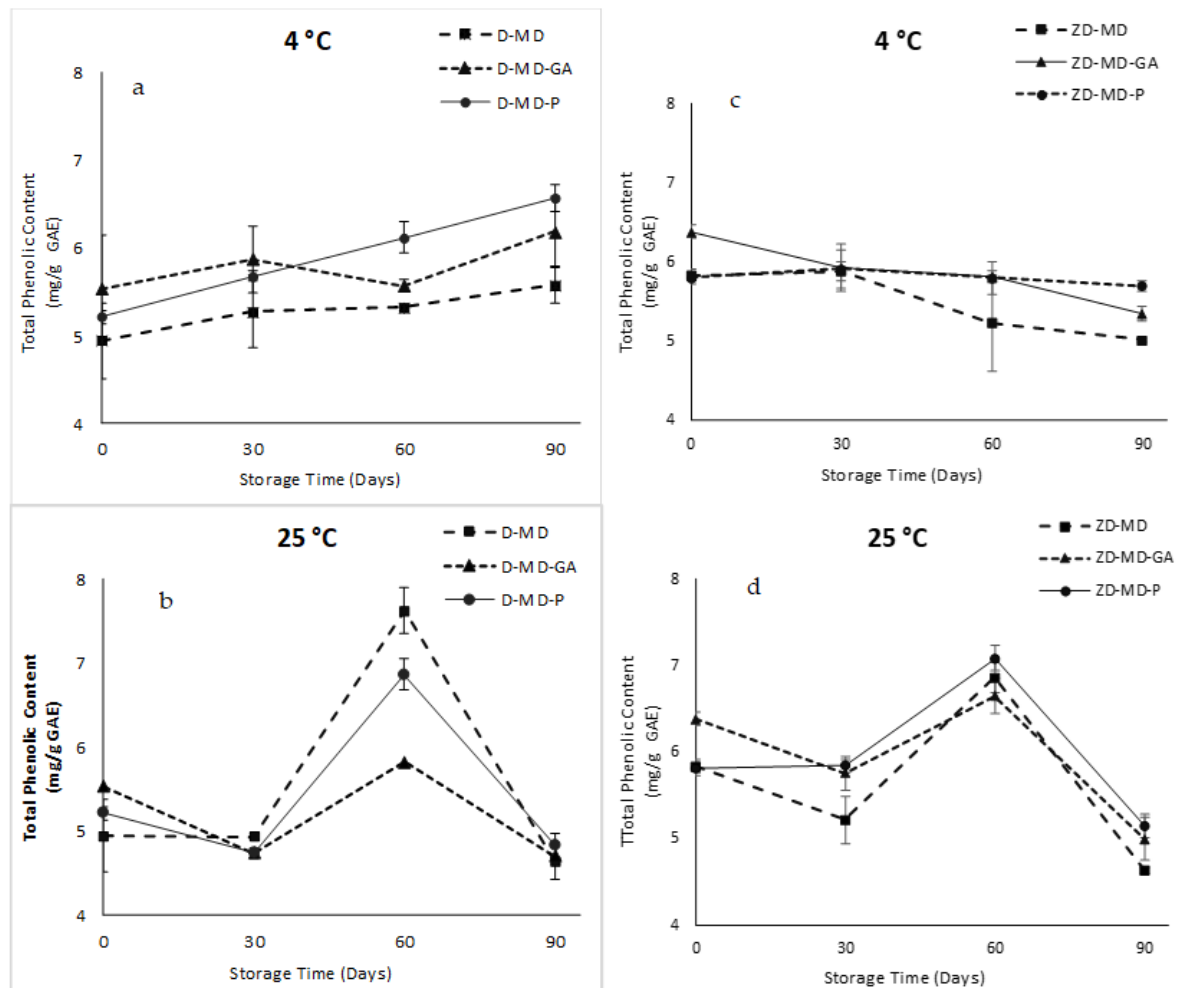 4 °C
D-MD
D-MD-GA
D-MD-P
a
Total Phenolic Content
(mg/g GAE)
8
7
6
5
4
0 30 60 90
Storage Time (Days)
4 °C
ZD-MD
ZD-MD-GA
ZD-MD-P
c
Total Phenolic Content
(mg/g GAE)
8
7
6
5
4
0 30 60 90
Storage Time (Days)
25 °C
D-MD
D-MD-GA
D-MD-P
b
Total Phenolic Content
(mg/g GAE)
8
7
6
5
4
0 30 60 90
Storage Time (Days)
25 °C
ZD-MD
ZD-MD-GA
ZD-MD-P
d
TTotal Phenolic Content
(mg/g GAE)
8
7
6
5
4
0 30 60 90
Storage Time (Days)